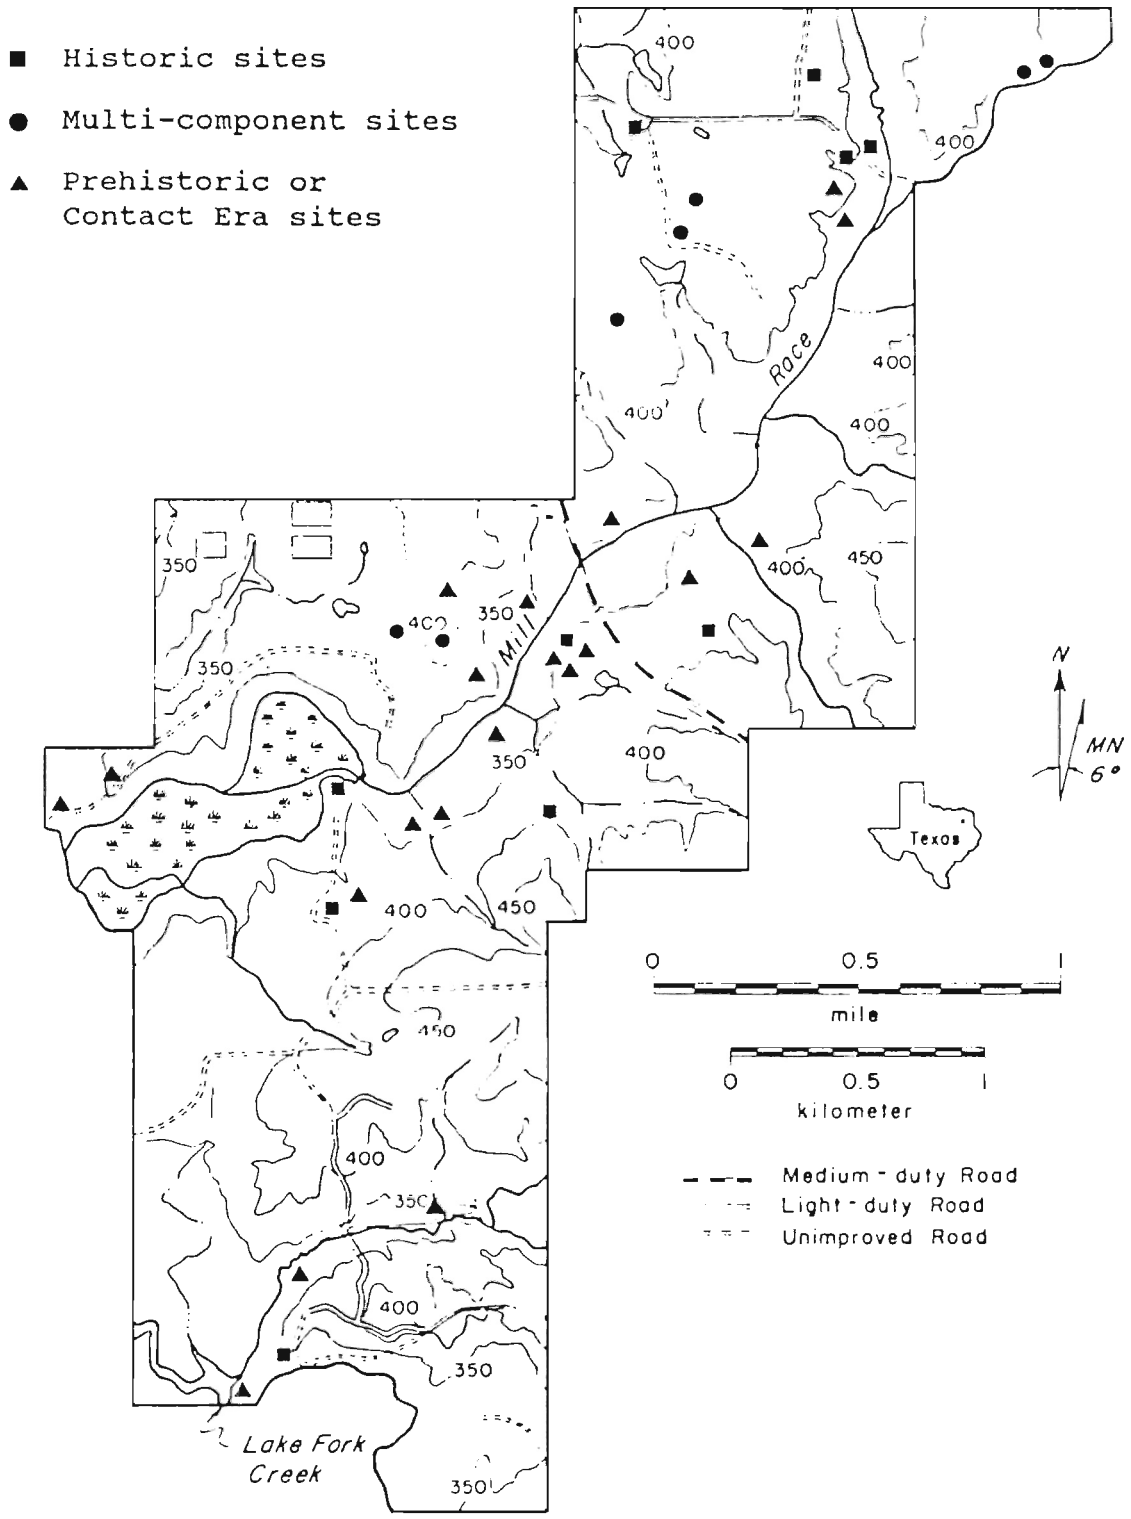 Historic sites
Multi-component sites
Prehistoric or
Contact Era sites
400
400
Race
400
400
400
350
400
450
400
350
Mill
350
N
MN
6°
350
400
Texas
400
450
0 0.5 1
mile
450
0 0.5 1
kilometer
400
Medium-duty Road
350
Light-duty Road
Unimproved Road
400
350
Lake Fork
Creek
350